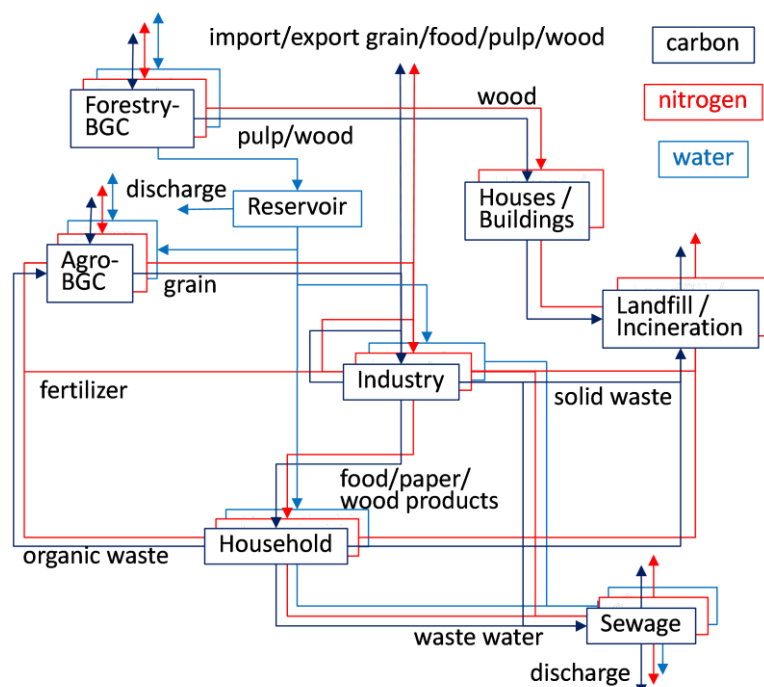 import/export grain/food/pulp/wood
carbon
Forestry-
BGC
wood
nitrogen
pulp/wood
water
discharge
Reservoir
Houses /
Buildings
Agro-
BGC
grain
Landfill /
Incineration
fertilizer
Industry
solid waste
food/paper/
wood products
organic waste
Household
waste water
Sewage
discharge